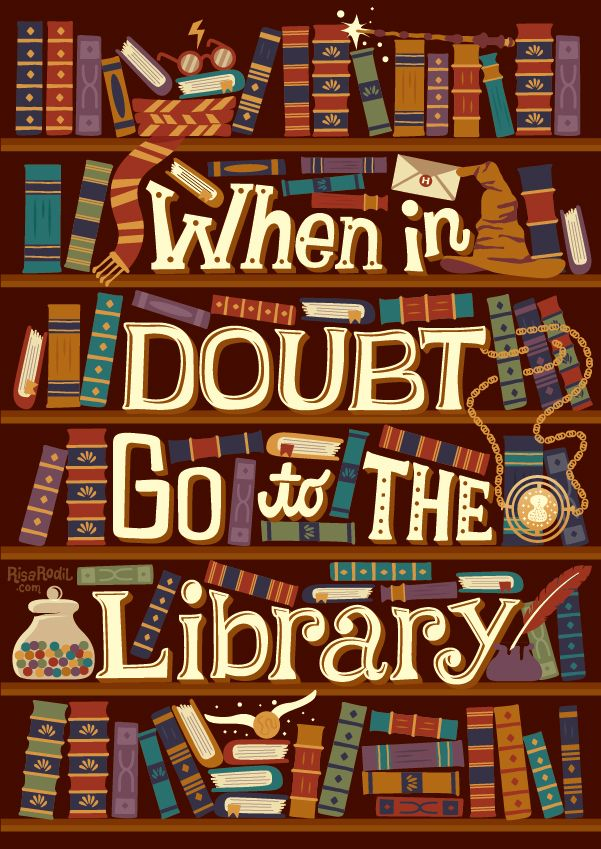 H
When in
DOUBT
Go to THE
RisaRodil
.com
Library